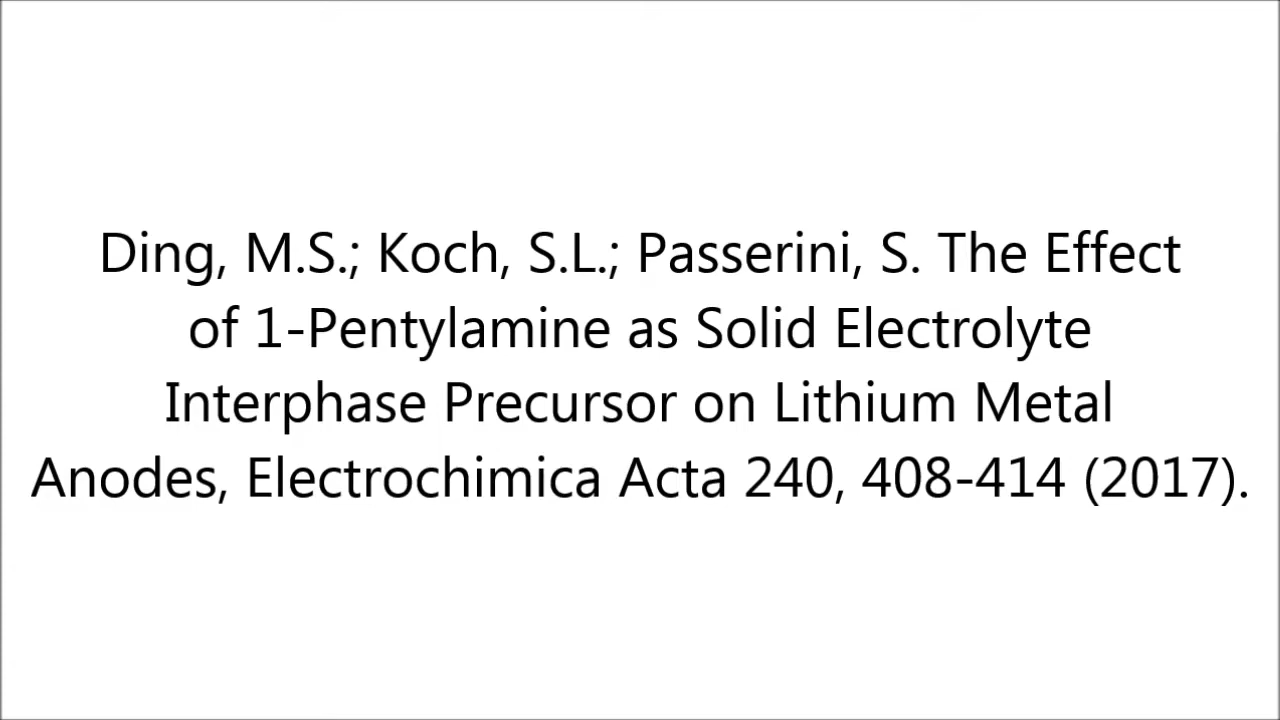 Ding, M.S.; Koch, S.L.; Passerini, S. The Effect
of 1-Pentylamine as Solid Electrolyte
Interphase Precursor on Lithium Metal
Anodes, Electrochimica Acta 240, 408-414 (2017).